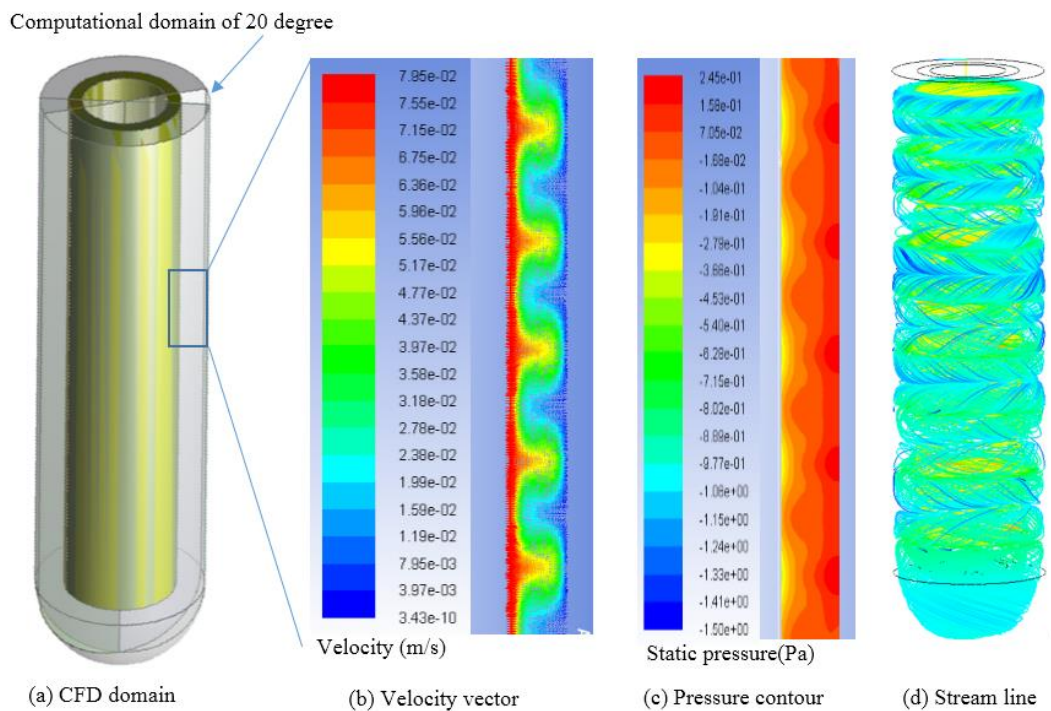 Computational domain of 20 degree
7.95e-02
7.55e-02
7.15e-02
6.75e-02
6.36e-02
5.96e-02
5.56e-02
5.17e-02
4.77e-02
4.37e-02
3.97e-02
3.58e-02
3.18e-02
2.78e-02
2.38e-02
1.99e-02
1.59e-02
1.19e-02
7.95e-03
3.97e-03
3.43e-10
Velocity (m/s)
2.45e-01
1.58e-01
7.05e-02
-1.68e-02
-1.04e-01
-1.91e-01
-2.79e-01
-3.66e-01
-4.53e-01
-5.40e-01
-6.28e-01
-7.15e-01
-8.02e-01
-8.89e-01
-9.77e-01
-1.06e+00
-1.15e+00
-1.24e+00
-1.33e+00
-1.41e+00
-1.50e+00
Static pressure(Pa)
(a) CFD domain
(b) Velocity vector
(c) Pressure contour
(d) Stream line